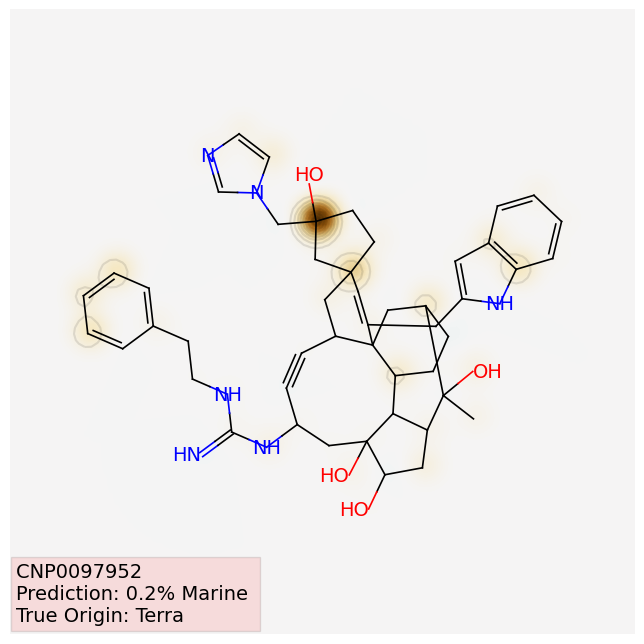 N
N
HO
NH
OH
NH
HN
NH
HO
HO
CNP0097952
Prediction: 0.2% Marine
True Origin: Terra